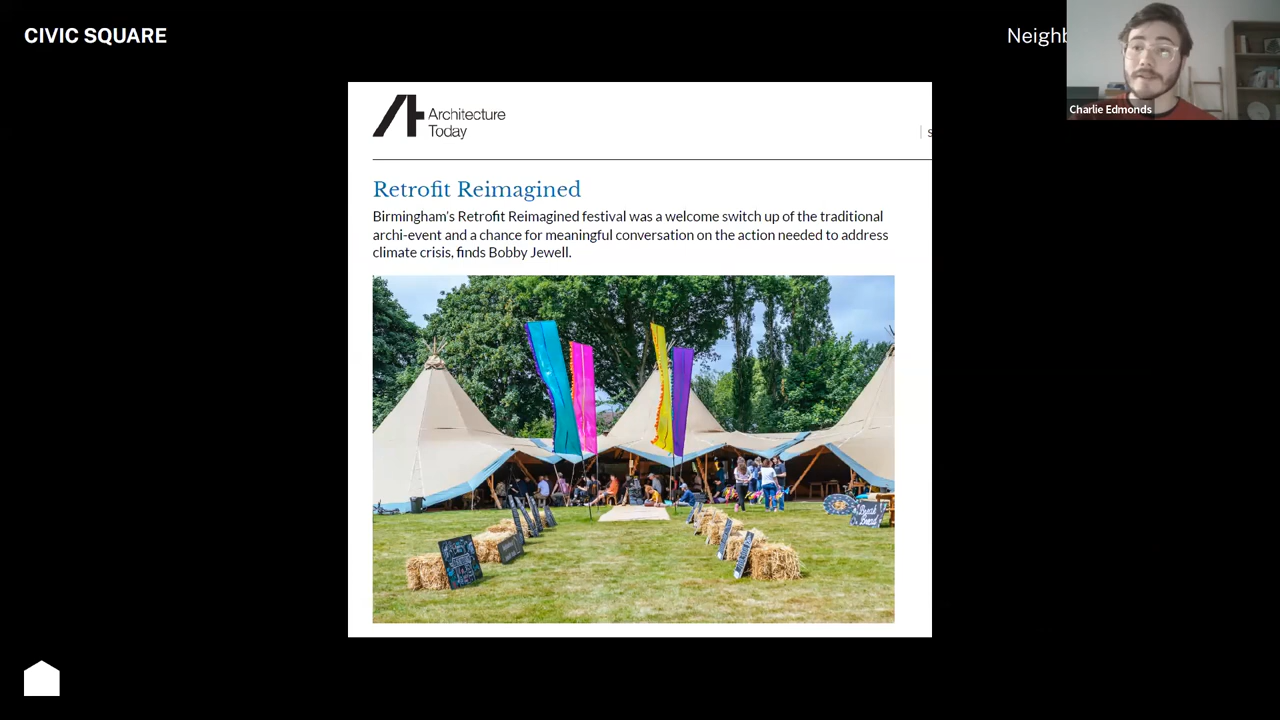 CIVIC SQUARE
Neighb
Charlie Edmonds
Architecture
Today
Retrofit Reimagined
Birmingham's Retrofit Reimagined festival was a welcome switch up of the traditional
archi-event and a chance for meaningful conversation on the action needed to address
climate crisis, finds Bobby Jewell.
Break
Bread